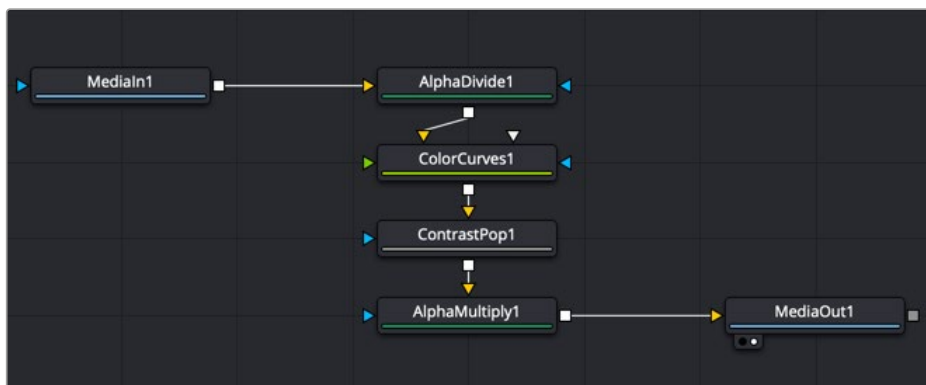 MediaIn1
AlphaDivide1
ColorCurves1
ContrastPop1
AlphaMultiply1
MediaOut1